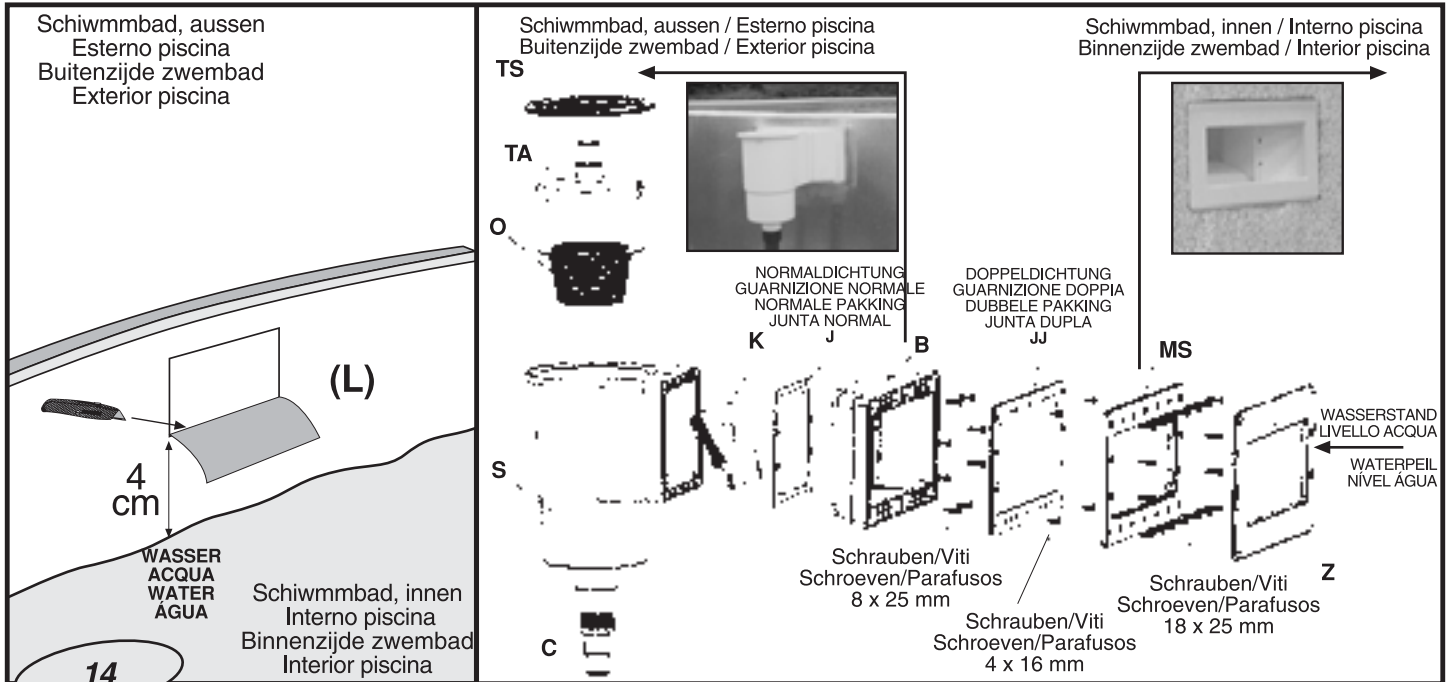 Schiwmmbad, aussen
Esterno piscina
Buitenzijde zwembad
Exterior piscina
(L)
4
cm
WASSER
ACQUA
WATER
ÁGUA
Schiwmmbad, innen
Interno piscina
Binnenzijde zwembad
Interior piscina
14
Schiwmmbad, aussen / Esterno piscina
Buitenzijde zwembad / Exterior piscina
Schiwmmbad, innen / Interno piscina
Binnenzijde zwembad / Interior piscina
TS
TA
O
NORMALDICHTUNG
GUARNIZIONE NORMALE
NORMALE PAKKING
JUNTA NORMAL
J
DOPPELDICHTUNG
GUARNIZIONE DOPPIA
DUBBELE PAKKING
JUNTA DUPLA
JJ
K
B
MS
WASSERSTAND
LIVELLO ACQUA
WATERPEIL
NÍVEL ÁGUA
S
Z
Schrauben/Viti
Schroeven/Parafusos
8 x 25 mm
Schrauben/Viti
Schroeven/Parafusos
4 x 16 mm
Schrauben/Viti
Schroeven/Parafusos
18 x 25 mm
C